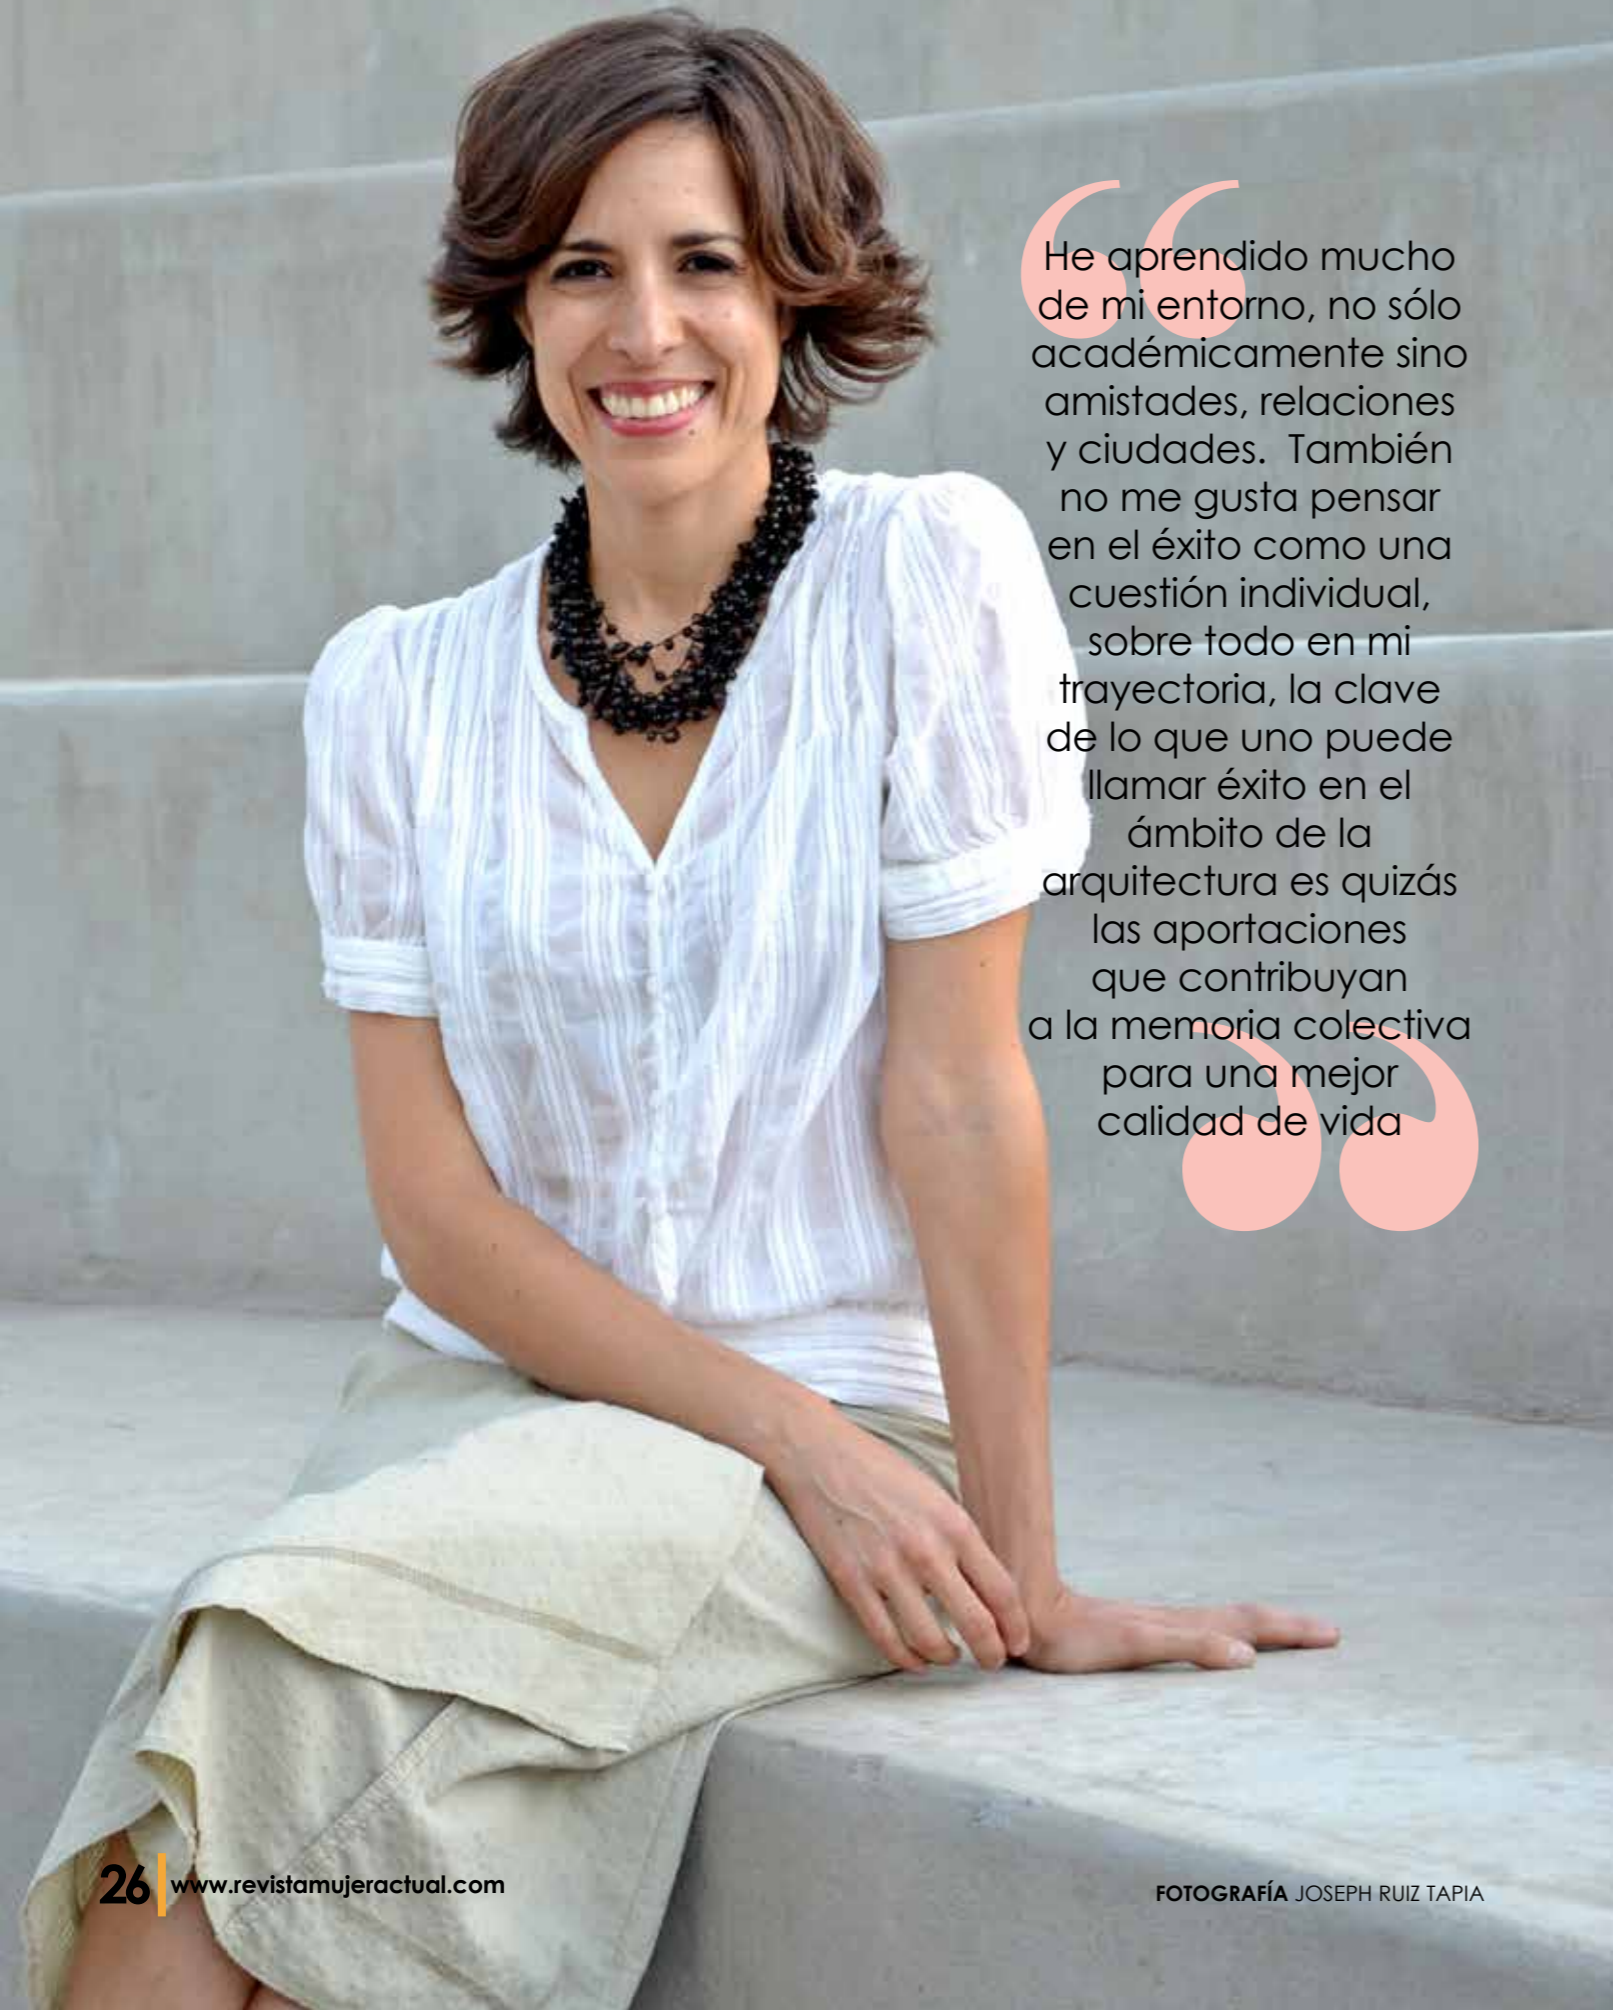 He aprendido mucho
de mi entorno, no sólo
académicamente sino
amistades, relaciones
y ciudades.  También
no me gusta pensar
en el éxito como una
cuestión individual,
sobre todo en mi
trayectoria, la clave
de lo que uno puede
llamar éxito en el
ámbito de la
arquitectura es quizás
las aportaciones
que contribuyan
a la memoria colectiva
para una mejor
calidad de vida
26 www.revistamujeractual.com
FOTOGRAFÍA JOSEPH RUIZ TAPIA